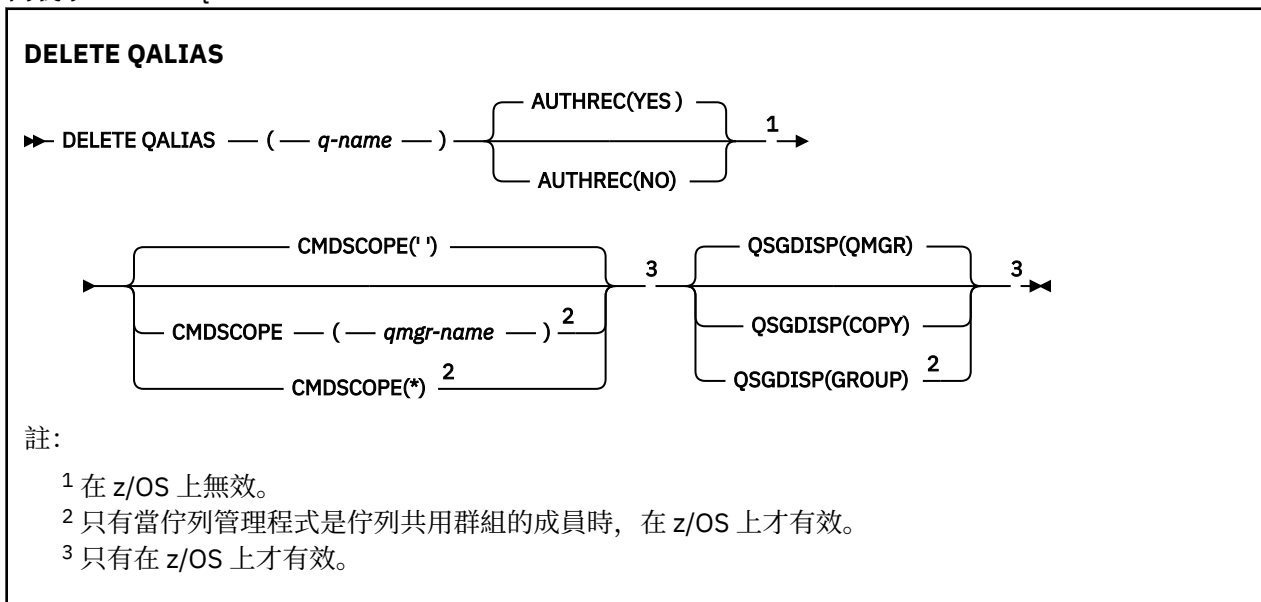 DELETE QALIAS
AUTHREC(YES )
DELETE QALIAS ( q-name ) 1
AUTHREC(NO)
CMDSCOPE(' ') QSGDISP(QMGR)
3 3
CMDSCOPE ( qmgr-name ) 2 QSGDISP(COPY)
CMDSCOPE(*) 2 QSGDISP(GROUP) 2
註：
1 在 z/OS 上無效。
2 只有當佇列管理程式是佇列共用群組的成員時，在 z/OS 上才有效。
3 只有在 z/OS 上才有效。